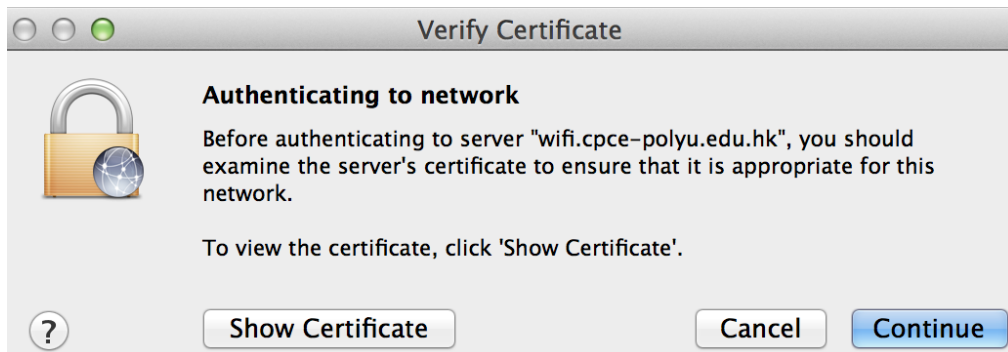 Verify Certificate
Authenticating to network
Before authenticating to server "wifi.cpce-polyu.edu.hk", you should
examine the server's certificate to ensure that it is appropriate for this
network.
To view the certificate, click 'Show Certificate'.
?
Show Certificate
Cancel
Continue